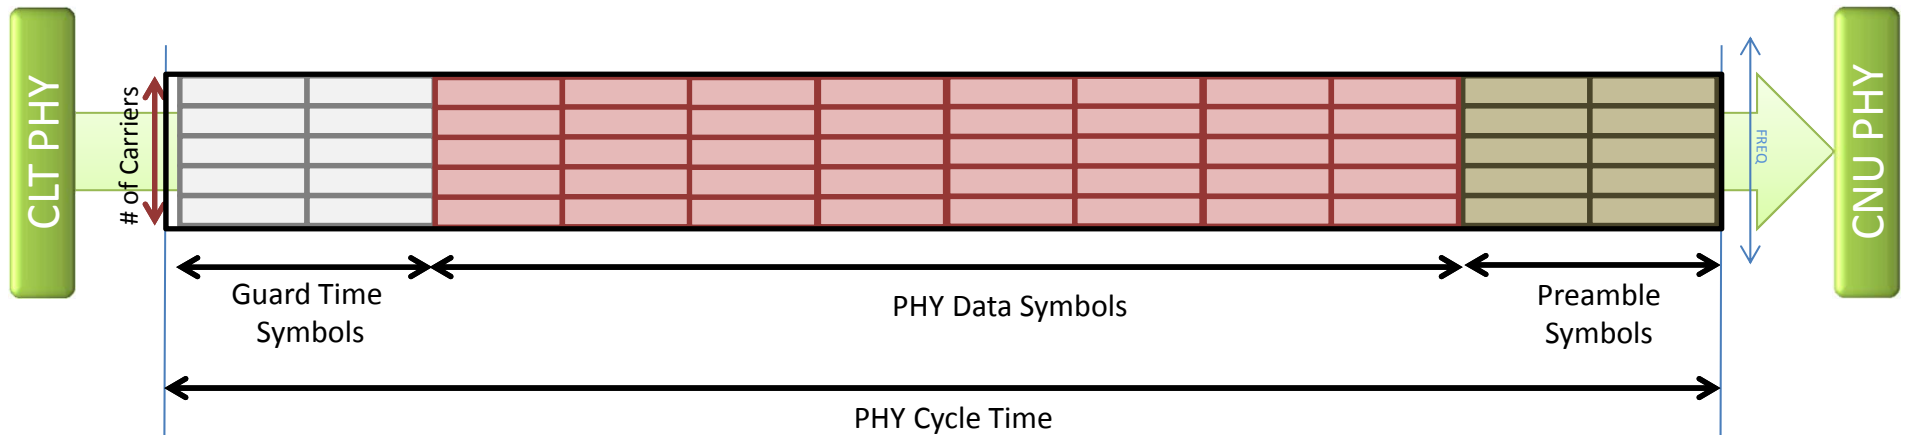 CLT PHY
# of Carriers
FREQ
CNU PHY
Guard Time
Symbols
PHY Data Symbols
Preamble
Symbols
PHY Cycle Time